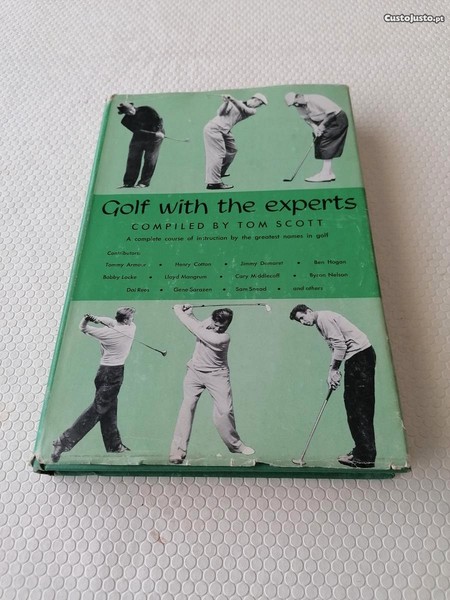 CustoJusto.pt
Golf with the experts
COMPILED BY TOM SCOTT
A complete course of instruction by the greatest names in golf
Contributors:
Tommy Armour • Henry Cotton • Jimmy Demaret • Ben Hogan
Bobby Locke • Lloyd Mangrum • Cary Middlecoff • Byron Nelson
Dai Rees • Gene Sarazen • Sam Snead • and others